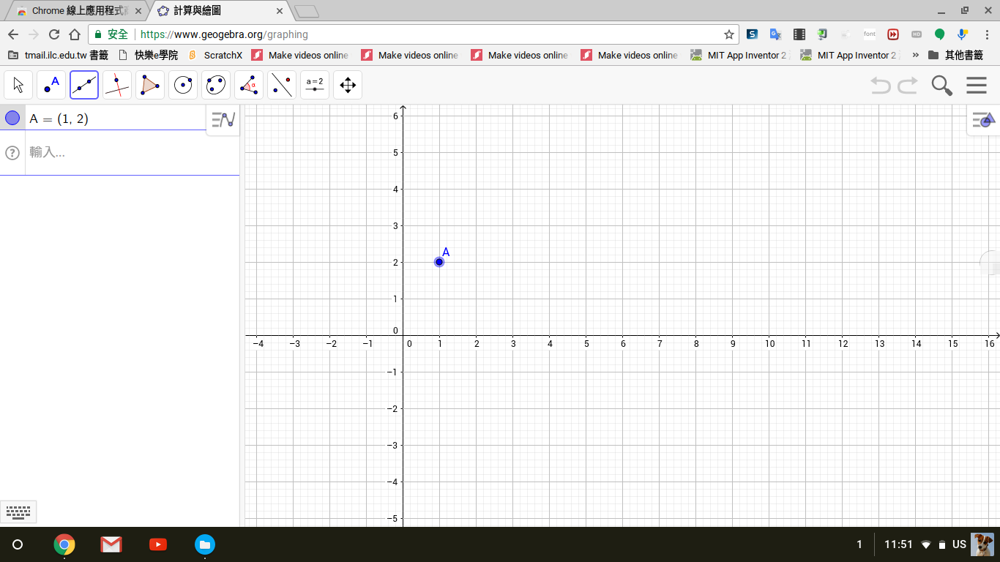 Chrome 線上應用程式商
計算與繪圖
安全 https://www.geogebra.org/graphing
font HD
tmail.ilc.edu.tw 書籤 快樂e學院 ScratchX Make videos online Make videos online Make videos online Make videos online MIT App Inventor 2 MIT App Inventor 2 » 其他書籤
A α a=2
A = (1, 2)
輸入...
6
5
4
3
A
2
1
0
−4 −3 −2 −1 0 1 2 3 4 5 6 7 8 9 10 11 12 13 14 15 16
−1
−2
−3
−4
−5
1 11:51 US